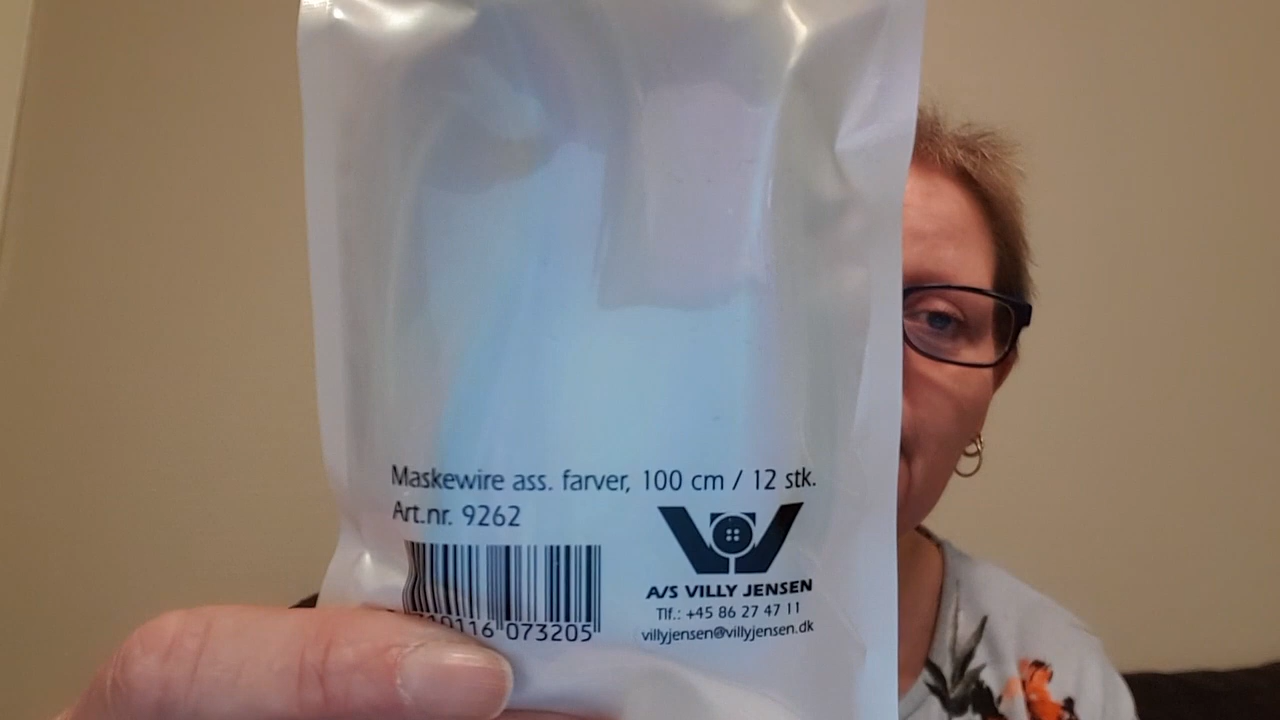 Maskewire ass. farver, 100 cm / 12 stk.
Art.nr. 9262
A/S VILLY JENSEN
Tlf.: +45 86 27 47 11
villyjensen@villyjensen.dk
073205